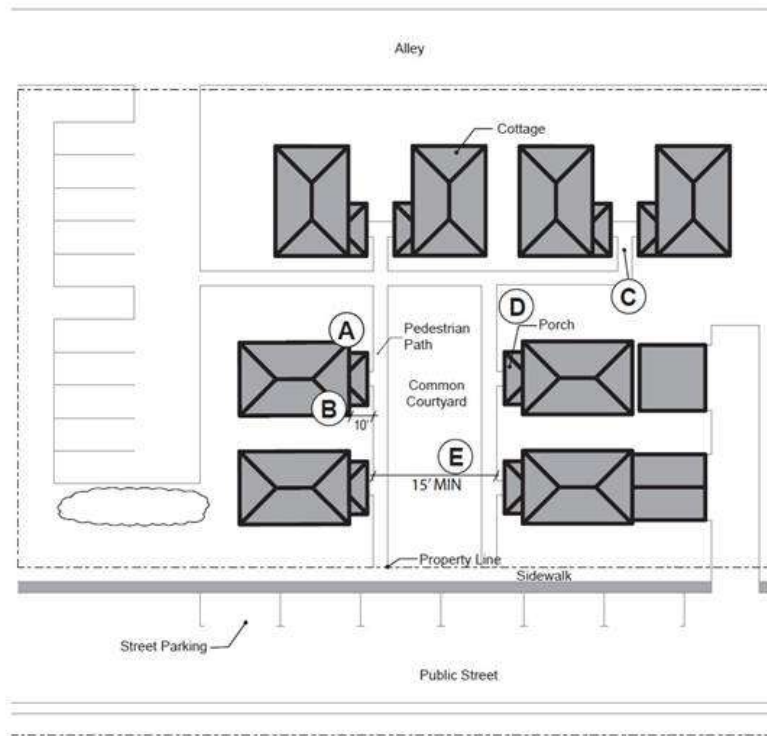 Alley
Cottage
C
D
A
Pedestrian
Path
Porch
Common
Courtyard
B
10'
E
15' MIN
Property Line
Sidewalk
Street Parking
Public Street